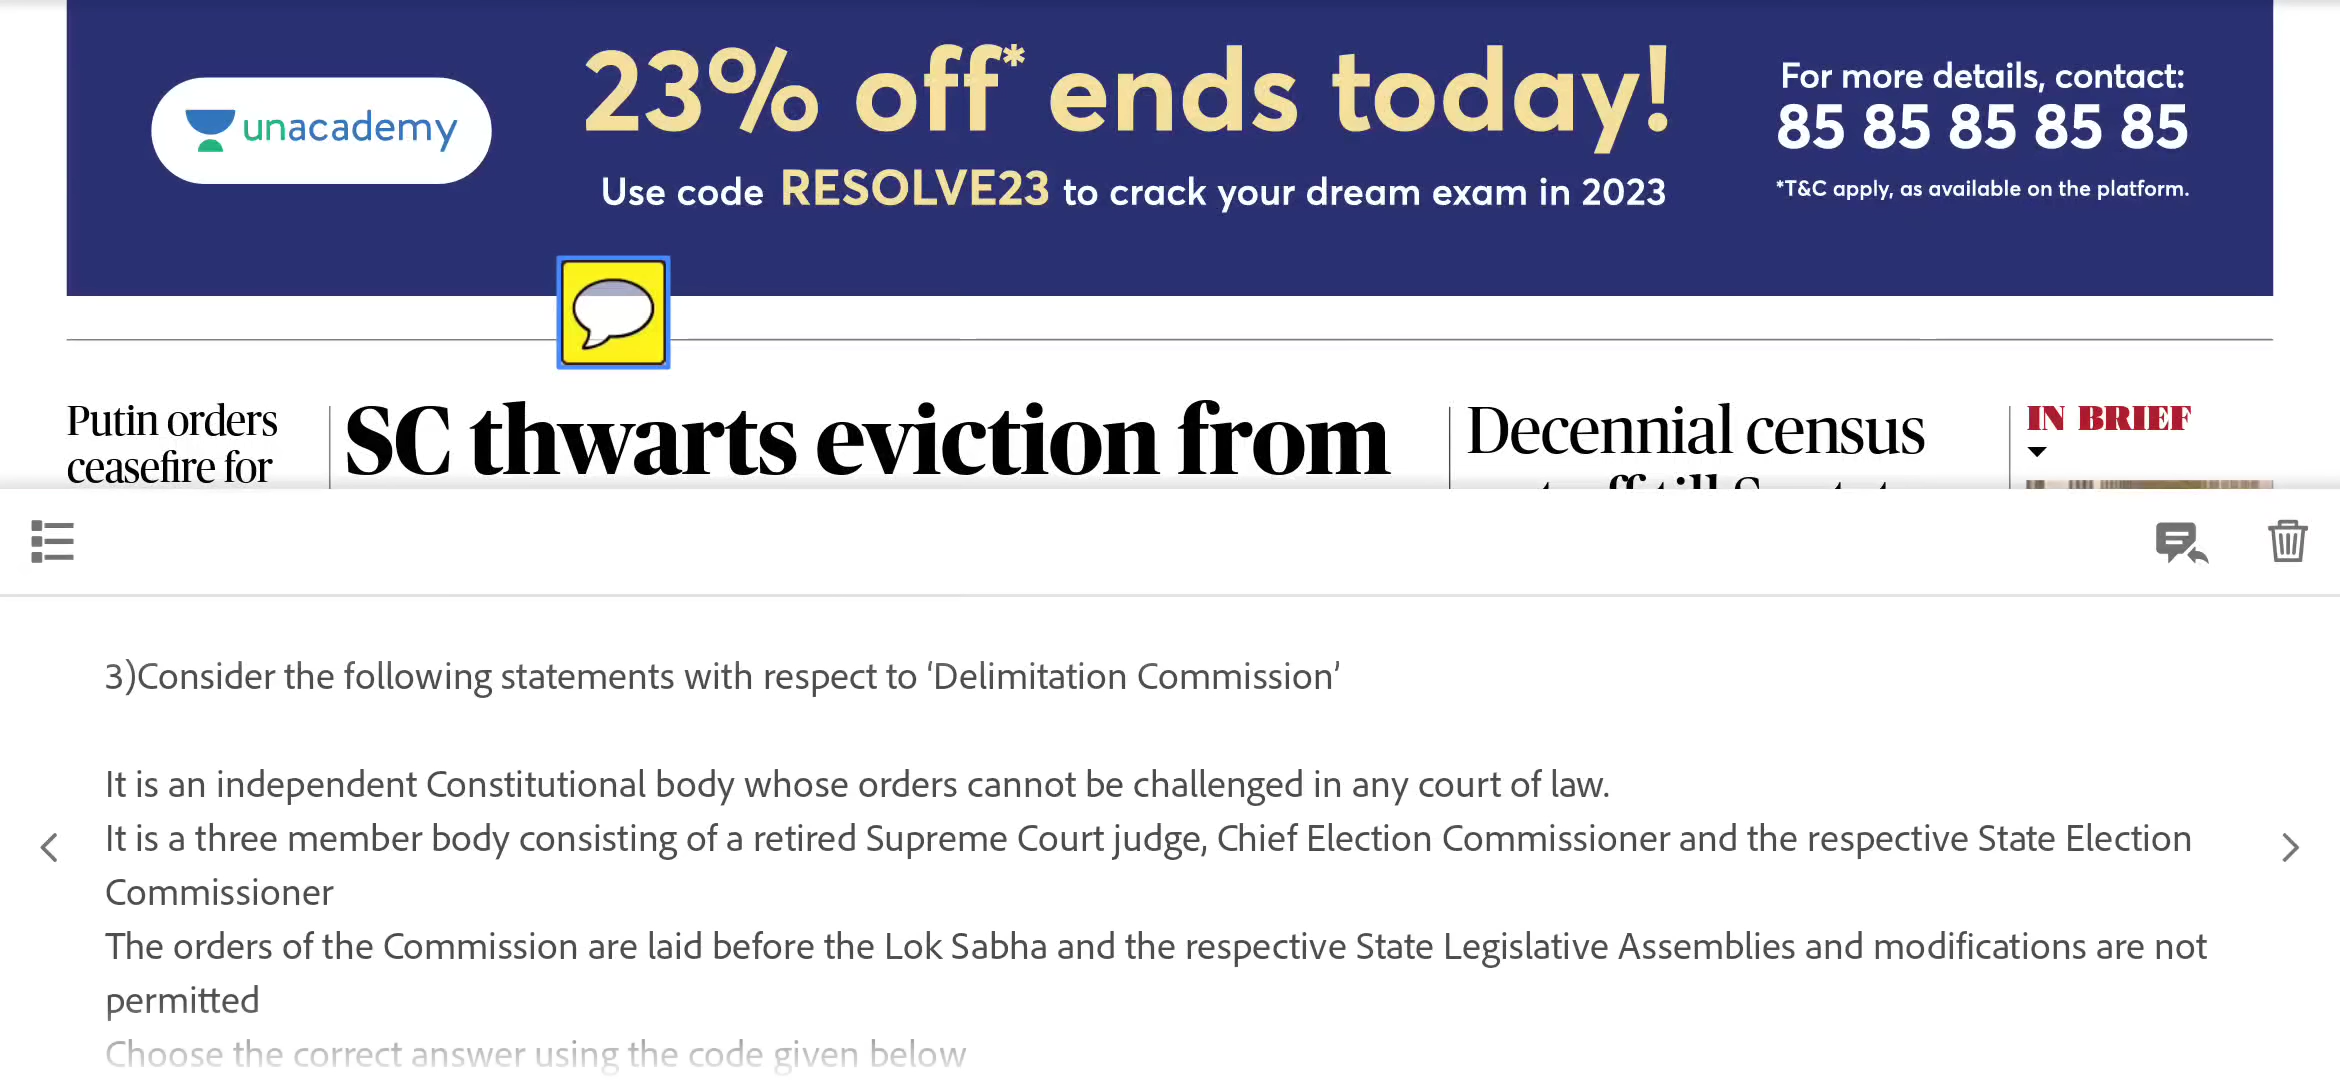 unacademy
23% off* ends today!
Use code RESOLVE23 to crack your dream exam in 2023
For more details, contact:
85 85 85 85 85
*T&C apply, as available on the platform.
Putin orders
ceasefire for
SC thwarts eviction from
Decennial census
IN BRIEF
3)Consider the following statements with respect to ‘Delimitation Commission’
It is an independent Constitutional body whose orders cannot be challenged in any court of law.
It is a three member body consisting of a retired Supreme Court judge, Chief Election Commissioner and the respective State Election
Commissioner
The orders of the Commission are laid before the Lok Sabha and the respective State Legislative Assemblies and modifications are not
permitted
Choose the correct answer using the code given below